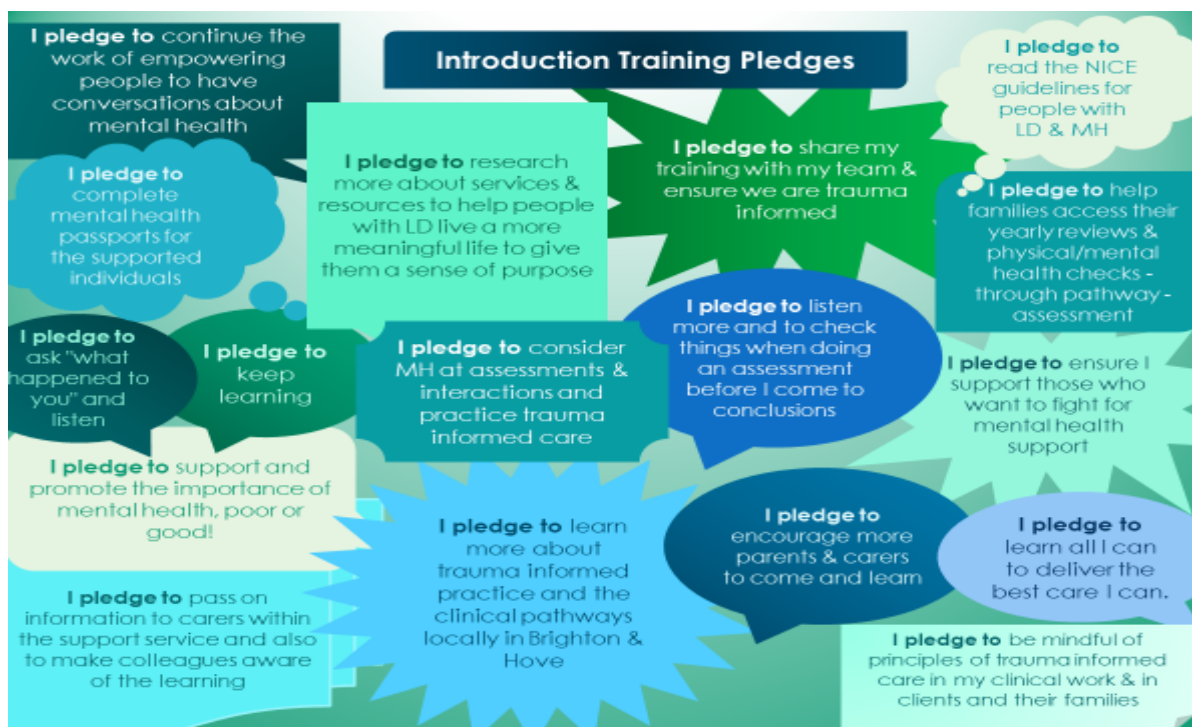 Introduction Training Pledges
I pledge to continue the
work of empowering
people to have
conversations about
mental health
I pledge to
read the NICE
guidelines for
people with
LD & MH
I pledge to share my
training with my team &
ensure we are trauma
informed
I pledge to research
more about services &
resources to help people
with LD live a more
meaningful life to give
them a sense of purpose
I pledge to
complete
mental health
passports for
the supported
individuals
I pledge to help
families access their
yearly reviews &
physical/mental
health checks -
through pathway -
assessment
I pledge to listen
more and to check
things when doing
an assessment
before I come to
conclusions
I pledge to
ask "what
happened to
you" and
listen
I pledge to
keep
learning
I pledge to consider
MH at assessments &
interactions and
practice trauma
informed care
I pledge to ensure I
support those who
want to fight for
mental health
support
I pledge to support and
promote the importance of
mental health, poor or
good!
I pledge to learn
more about
trauma informed
practice and the
clinical pathways
locally in Brighton &
Hove
I pledge to
encourage more
parents & carers
to come and learn
I pledge to
learn all I can
to deliver the
best care I can.
I pledge to pass on
information to carers within
the support service and also
to make colleagues aware
of the learning
I pledge to be mindful of
principles of trauma informed
care in my clinical work & in
clients and their families